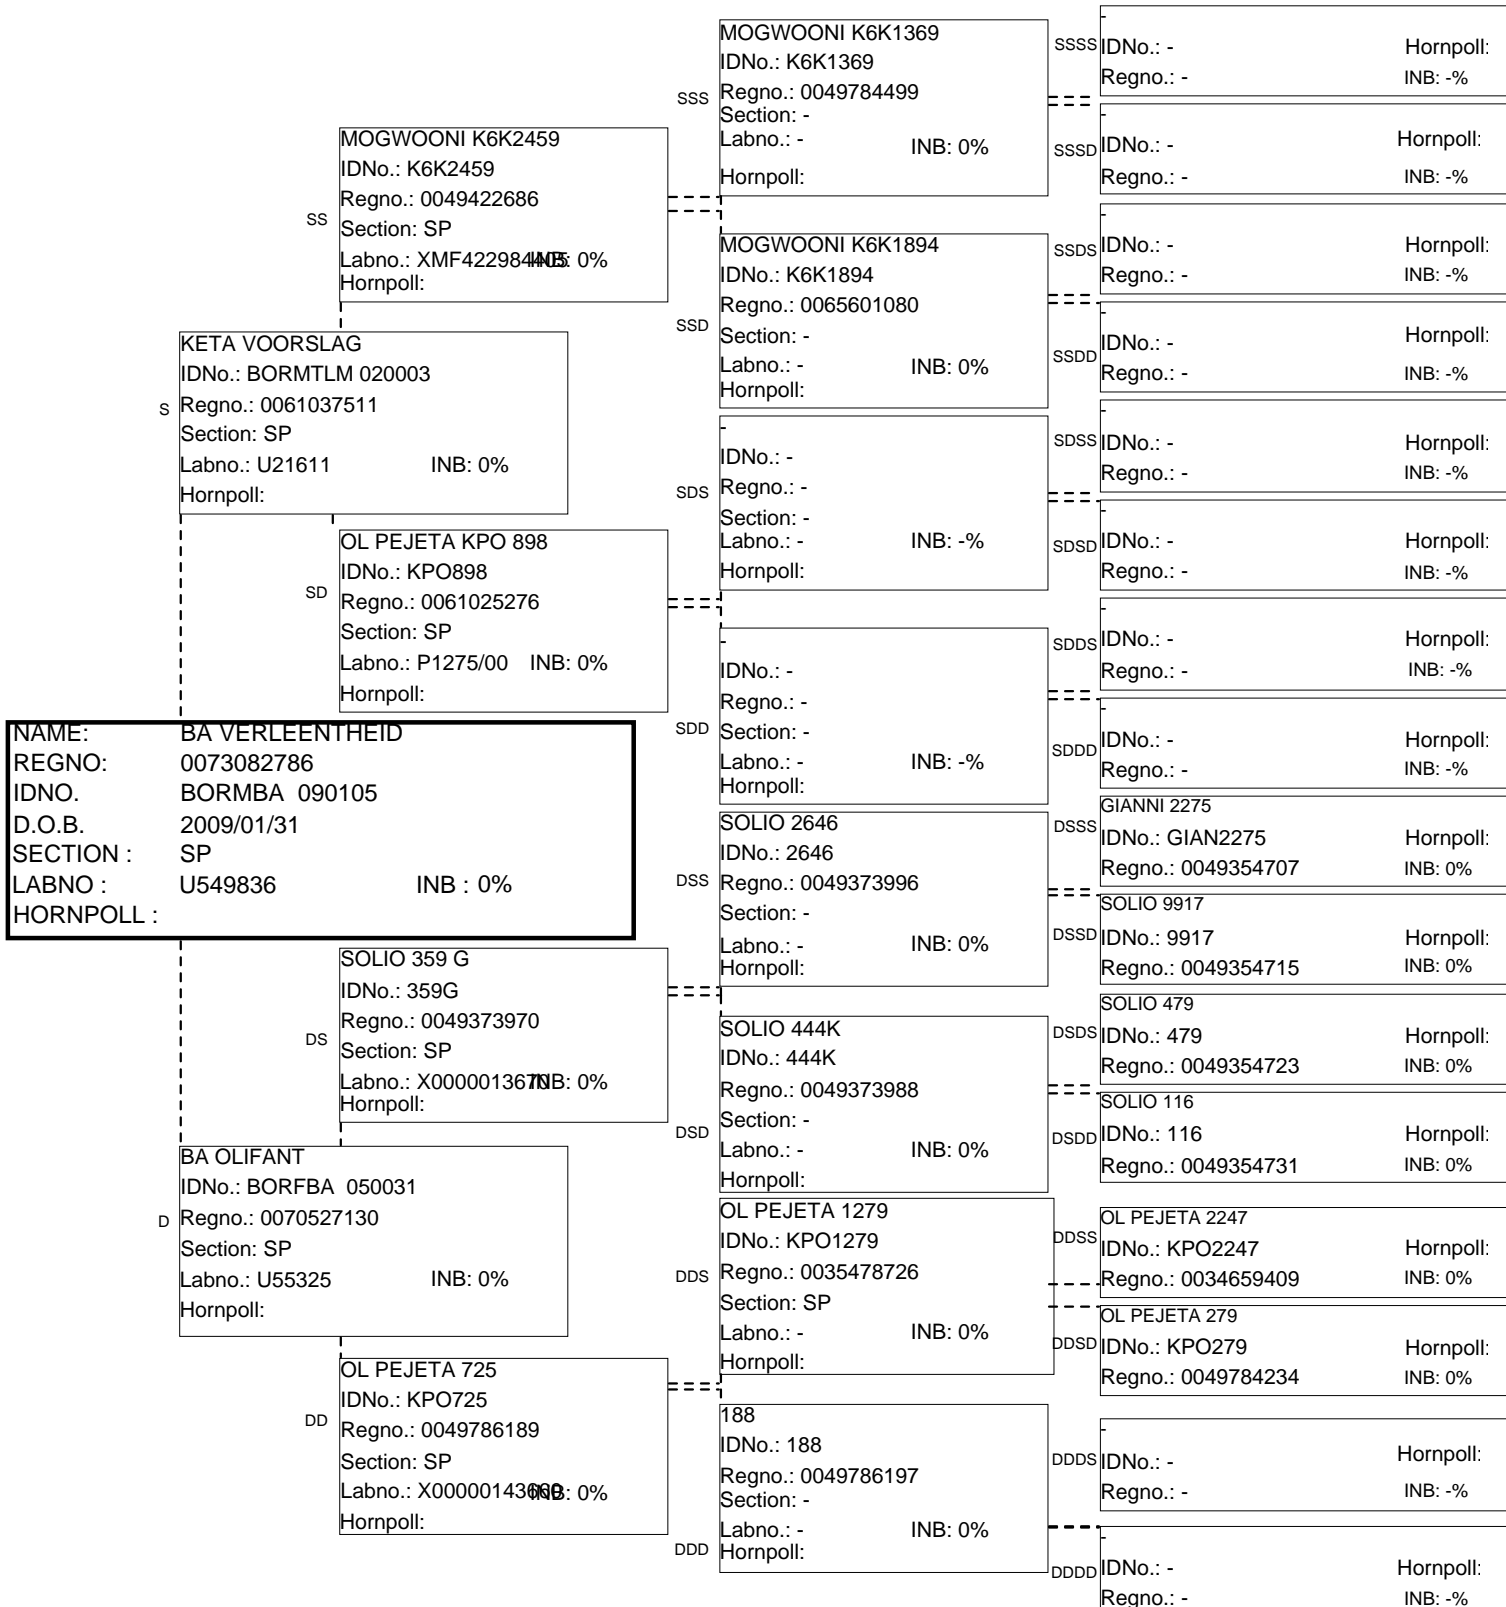 NAME: BA VERLEENTHEID
REGNO: 0073082786
IDNO. BORMBA 090105
D.O.B. 2009/01/31
SECTION : SP
LABNO : U549836 INB : 0%
HORNPOLL :
S
KETA VOORSLAG
IDNo.: BORMTLM 020003
Regno.: 0061037511
Section: SP
Labno.: U21611 INB: 0%
Hornpoll:
D
BA OLIFANT
IDNo.: BORFBA 050031
Regno.: 0070527130
Section: SP
Labno.: U55325 INB: 0%
Hornpoll:
SS
MOGWOONI K6K2459
IDNo.: K6K2459
Regno.: 0049422686
Section: SP
Labno.: XMF422984405 INB: 0%
Hornpoll:
SD
OL PEJETA KPO 898
IDNo.: KPO898
Regno.: 0061025276
Section: SP
Labno.: P1275/00 INB: 0%
Hornpoll:
DS
SOLIO 359 G
IDNo.: 359G
Regno.: 0049373970
Section: SP
Labno.: X0000013670 INB: 0%
Hornpoll:
DD
OL PEJETA 725
IDNo.: KPO725
Regno.: 0049786189
Section: SP
Labno.: INB: 0%
Hornpoll:
SSS
MOGWOONI K6K1369
IDNo.: K6K1369
Regno.: 0049784499
Section: -
Labno.: - INB: 0%
Hornpoll:
SSD
MOGWOONI K6K1894
IDNo.: K6K1894
Regno.: 0065601080
Section: -
Labno.: - INB: 0%
Hornpoll:
SDS
-
IDNo.: -
Regno.: -
Section: -
Labno.: - INB: -%
Hornpoll:
SDD
-
IDNo.: -
Regno.: -
Section: -
Labno.: - INB: -%
Hornpoll:
DSS
SOLIO 2646
IDNo.: 2646
Regno.: 0049373996
Section: -
Labno.: - INB: 0%
Hornpoll:
DSD
SOLIO 444K
IDNo.: 444K
Regno.: 0049373988
Section: -
Labno.: - INB: 0%
Hornpoll:
DDS
OL PEJETA 1279
IDNo.: KPO1279
Regno.: 0035478726
Section: SP
Labno.: - INB: 0%
Hornpoll:
DDD
188
IDNo.: 188
Regno.: 0049786197
Section: -
Labno.: - INB: 0%
Hornpoll:
SSSS
-
IDNo.: - Hornpoll:
Regno.: - INB: -%
SSSD
-
IDNo.: - Hornpoll:
Regno.: - INB: -%
SSDS
-
IDNo.: - Hornpoll:
Regno.: - INB: -%
SSDD
-
IDNo.: - Hornpoll:
Regno.: - INB: -%
SDSS
-
IDNo.: - Hornpoll:
Regno.: - INB: -%
SDSD
-
IDNo.: - Hornpoll:
Regno.: - INB: -%
SDDS
-
IDNo.: - Hornpoll:
Regno.: - INB: -%
SDDD
-
IDNo.: - Hornpoll:
Regno.: - INB: -%
DSSS
GIANNI 2275
IDNo.: GIAN2275 Hornpoll:
Regno.: 0049354707 INB: 0%
DSSD
SOLIO 9917
IDNo.: 9917 Hornpoll:
Regno.: 0049354715 INB: 0%
DSDS
SOLIO 479
IDNo.: 479 Hornpoll:
Regno.: 0049354723 INB: 0%
DSDD
SOLIO 116
IDNo.: 116 Hornpoll:
Regno.: 0049354731 INB: 0%
DDSS
OL PEJETA 2247
IDNo.: KPO2247 Hornpoll:
Regno.: 0034659409 INB: 0%
DDSD
OL PEJETA 279
IDNo.: KPO279 Hornpoll:
Regno.: 0049784234 INB: 0%
DDDS
-
IDNo.: - Hornpoll:
Regno.: - INB: -%
DDDD
-
IDNo.: - Hornpoll:
Regno.: - INB: -%